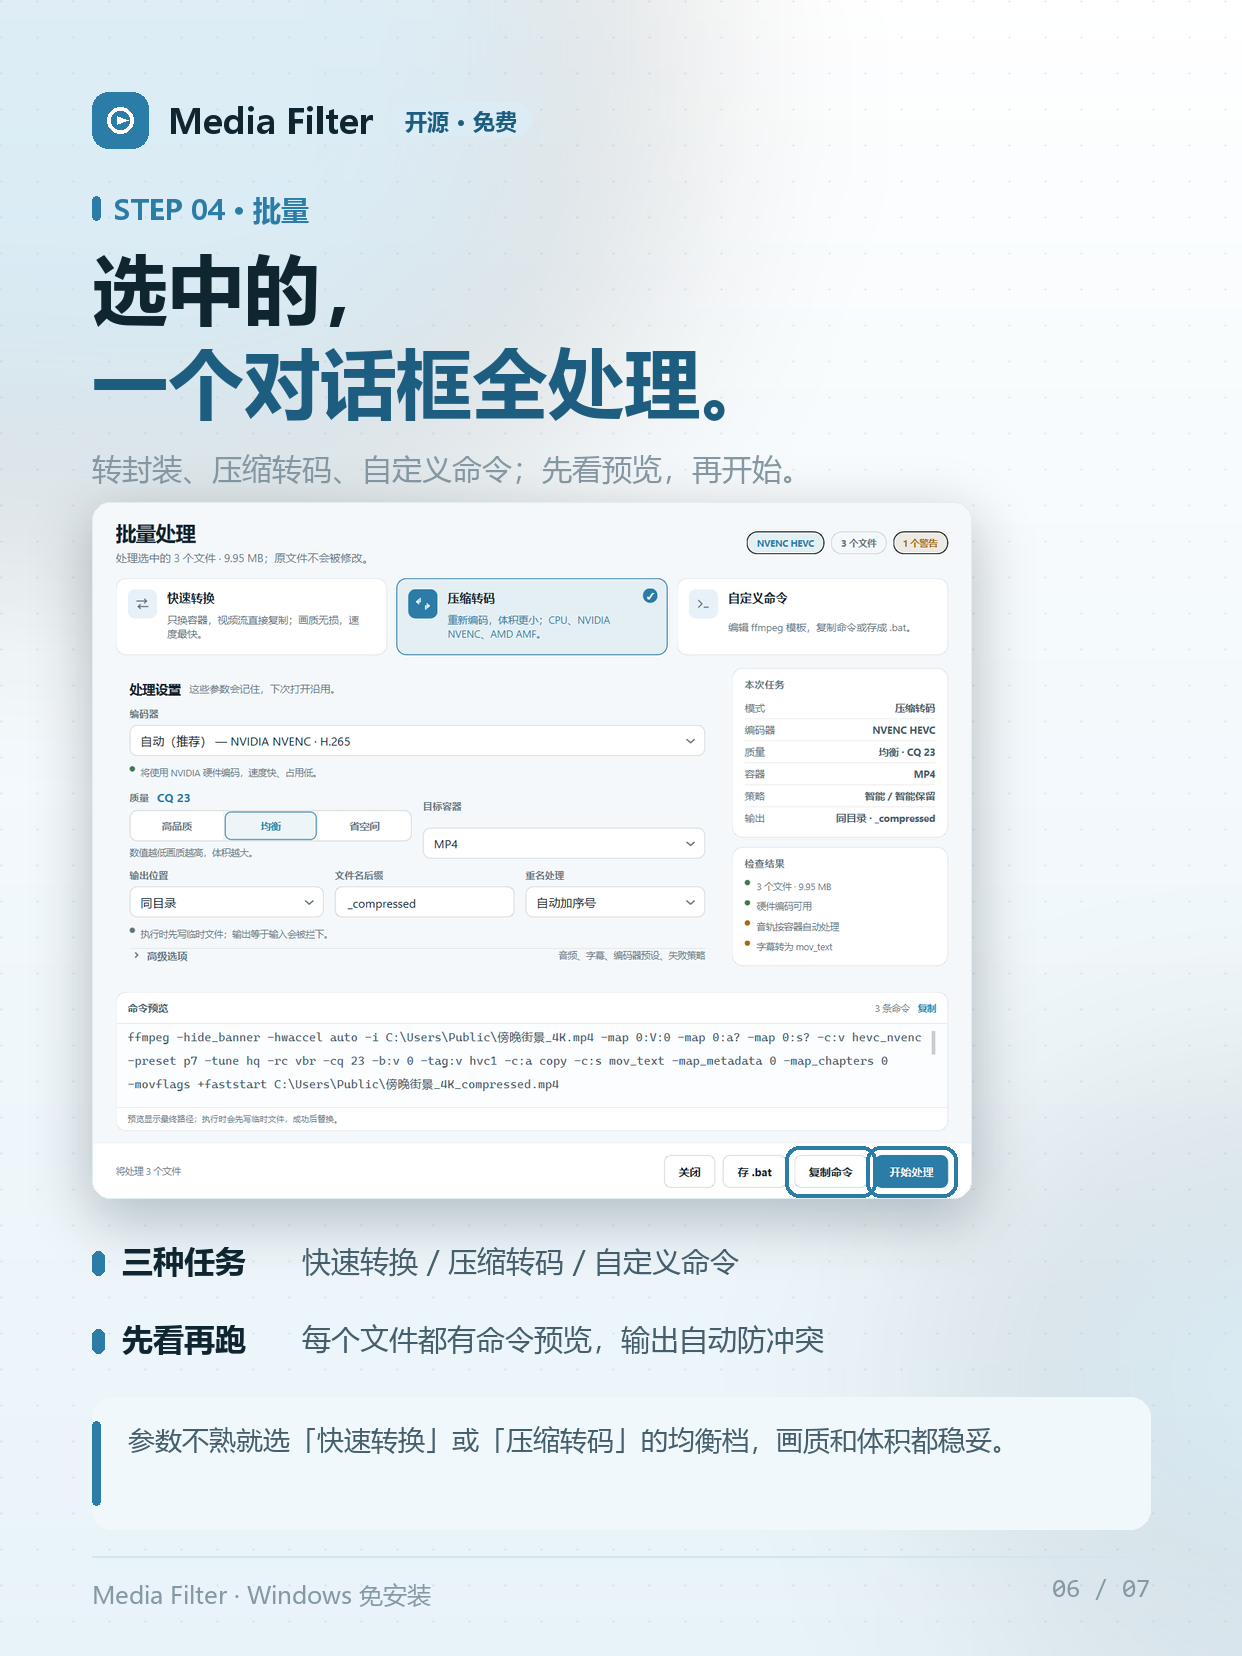 Media Filter 开源・免费
STEP 04・批量
选中的，
一个对话框全处理。
转封装、压缩转码、自定义命令；先看预览，再开始。
批量处理
处理选中的 3 个文件 · 9.95 MB；原文件不会被修改。
NVENC HEVC 3 个文件 1 个警告
快速转换
只换容器，视频流直接复制；画质无损，速
度最快。
压缩转码
重新编码，体积更小；CPU、NVIDIA
NVENC、AMD AMF。
自定义命令
编辑 ffmpeg 模板，复制命令或存成 .bat。
处理设置 这些参数会记住，下次打开沿用。
编码器
自动（推荐） — NVIDIA NVENC · H.265
将使用 NVIDIA 硬件编码，速度快、占用低。
质量 CQ 23
高品质 均衡 省空间
数值越低画质越高，体积越大。
目标容器
MP4
输出位置 文件名后缀 重名处理
同目录 _compressed 自动加序号
执行时先写临时文件；输出等于输入会被拦下。
高级选项 音频、字幕、编码器预设、失败策略
本次任务
模式 压缩转码
编码器 NVENC HEVC
质量 均衡 · CQ 23
容器 MP4
策略 智能 / 智能保留
输出 同目录 · _compressed
检查结果
3 个文件 · 9.95 MB
硬件编码可用
音轨按容器自动处理
字幕转为 mov_text
命令预览 3 条命令 复制
ffmpeg -hide_banner -hwaccel auto -i C:\Users\Public\傍晚街景_4K.mp4 -map 0:V:0 -map 0:a? -map 0:s? -c:v hevc_nvenc
-preset p7 -tune hq -rc vbr -cq 23 -b:v 0 -tag:v hvc1 -c:a copy -c:s mov_text -map_metadata 0 -map_chapters 0
-movflags +faststart C:\Users\Public\傍晚街景_4K_compressed.mp4
预览显示最终路径；执行时会先写临时文件，成功后替换。
将处理 3 个文件 关闭 存 .bat 复制命令 开始处理
三种任务 快速转换 / 压缩转码 / 自定义命令
先看再跑 每个文件都有命令预览，输出自动防冲突
参数不熟就选「快速转换」或「压缩转码」的均衡档，画质和体积都稳妥。
Media Filter · Windows 免安装 06 / 07